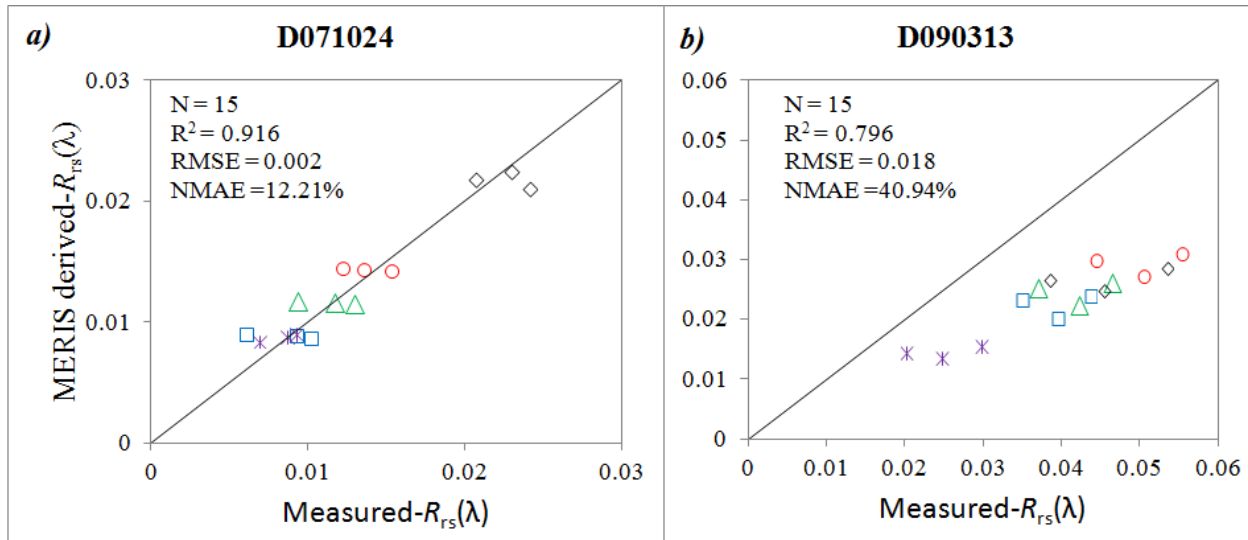 a)
D071024
N = 15
R² = 0.916
RMSE = 0.002
NMAE =12.21%
MERIS derived-Rrs(λ)
0.03
0.02
0.01
0
0 0.01 0.02 0.03
Measured-Rrs(λ)
b)
D090313
N = 15
R² = 0.796
RMSE = 0.018
NMAE =40.94%
0.06
0.05
0.04
0.03
0.02
0.01
0
0 0.01 0.02 0.03 0.04 0.05 0.06
Measured-Rrs(λ)